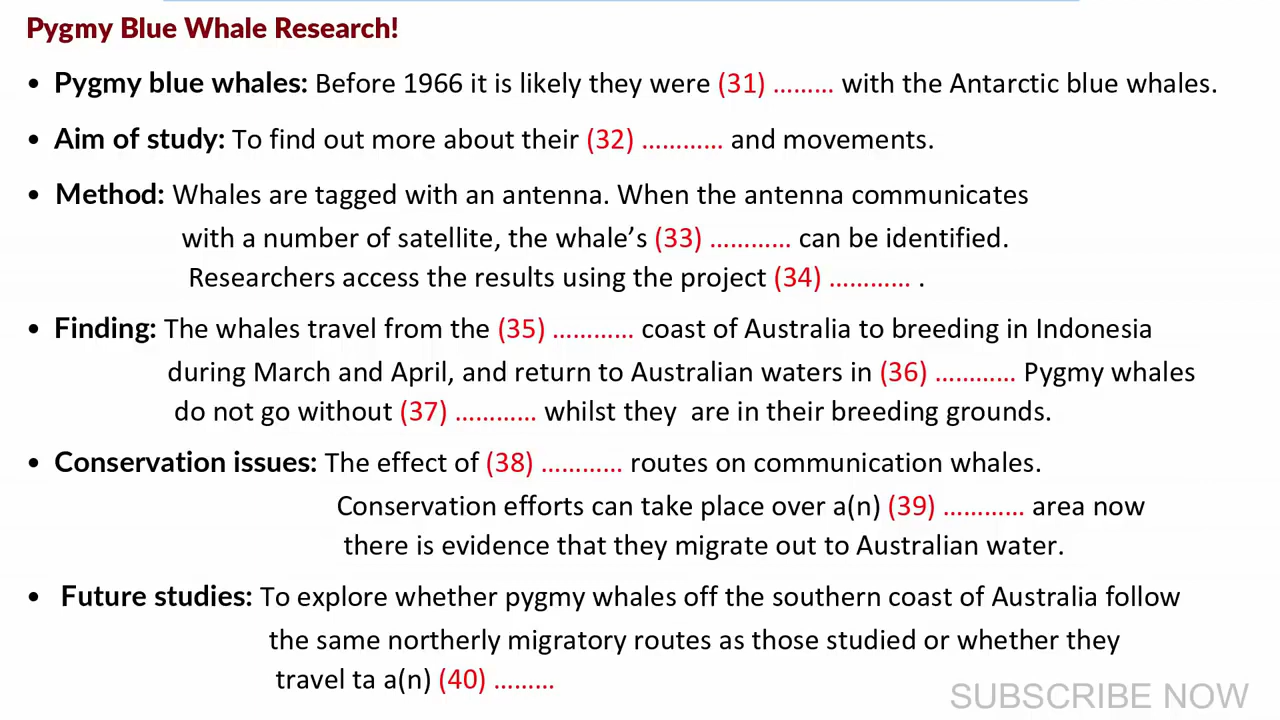 Pygmy Blue Whale Research!
• Pygmy blue whales: Before 1966 it is likely they were (31) ......... with the Antarctic blue whales.
• Aim of study: To find out more about their (32) ............ and movements.
• Method: Whales are tagged with an antenna. When the antenna communicates
with a number of satellite, the whale’s (33) ............ can be identified.
Researchers access the results using the project (34) ............ .
• Finding: The whales travel from the (35) ............ coast of Australia to breeding in Indonesia
during March and April, and return to Australian waters in (36) ............ Pygmy whales
do not go without (37) ............ whilst they are in their breeding grounds.
• Conservation issues: The effect of (38) ............ routes on communication whales.
Conservation efforts can take place over a(n) (39) ............ area now
there is evidence that they migrate out to Australian water.
• Future studies: To explore whether pygmy whales off the southern coast of Australia follow
the same northerly migratory routes as those studied or whether they
travel ta a(n) (40) .........
SUBSCRIBE NOW